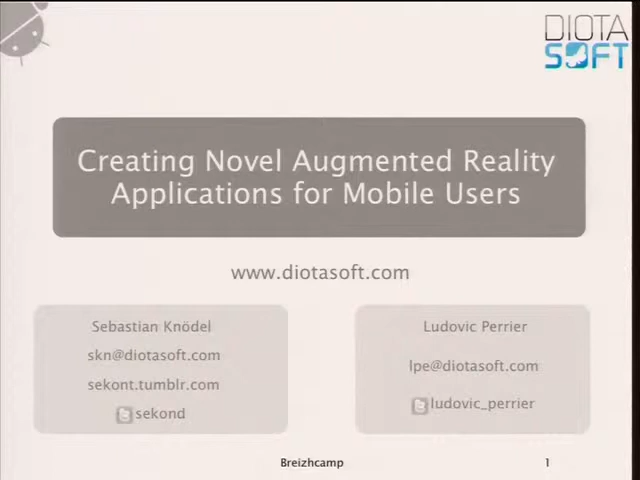 DIOTA
SOFT
Creating Novel Augmented Reality
Applications for Mobile Users
www.diotasoft.com
Sebastian Knödel
skn@diotasoft.com
sekont.tumblr.com
sekond
Ludovic Perrier
lpe@diotasoft.com
ludovic_perrier
Breizhcamp
1